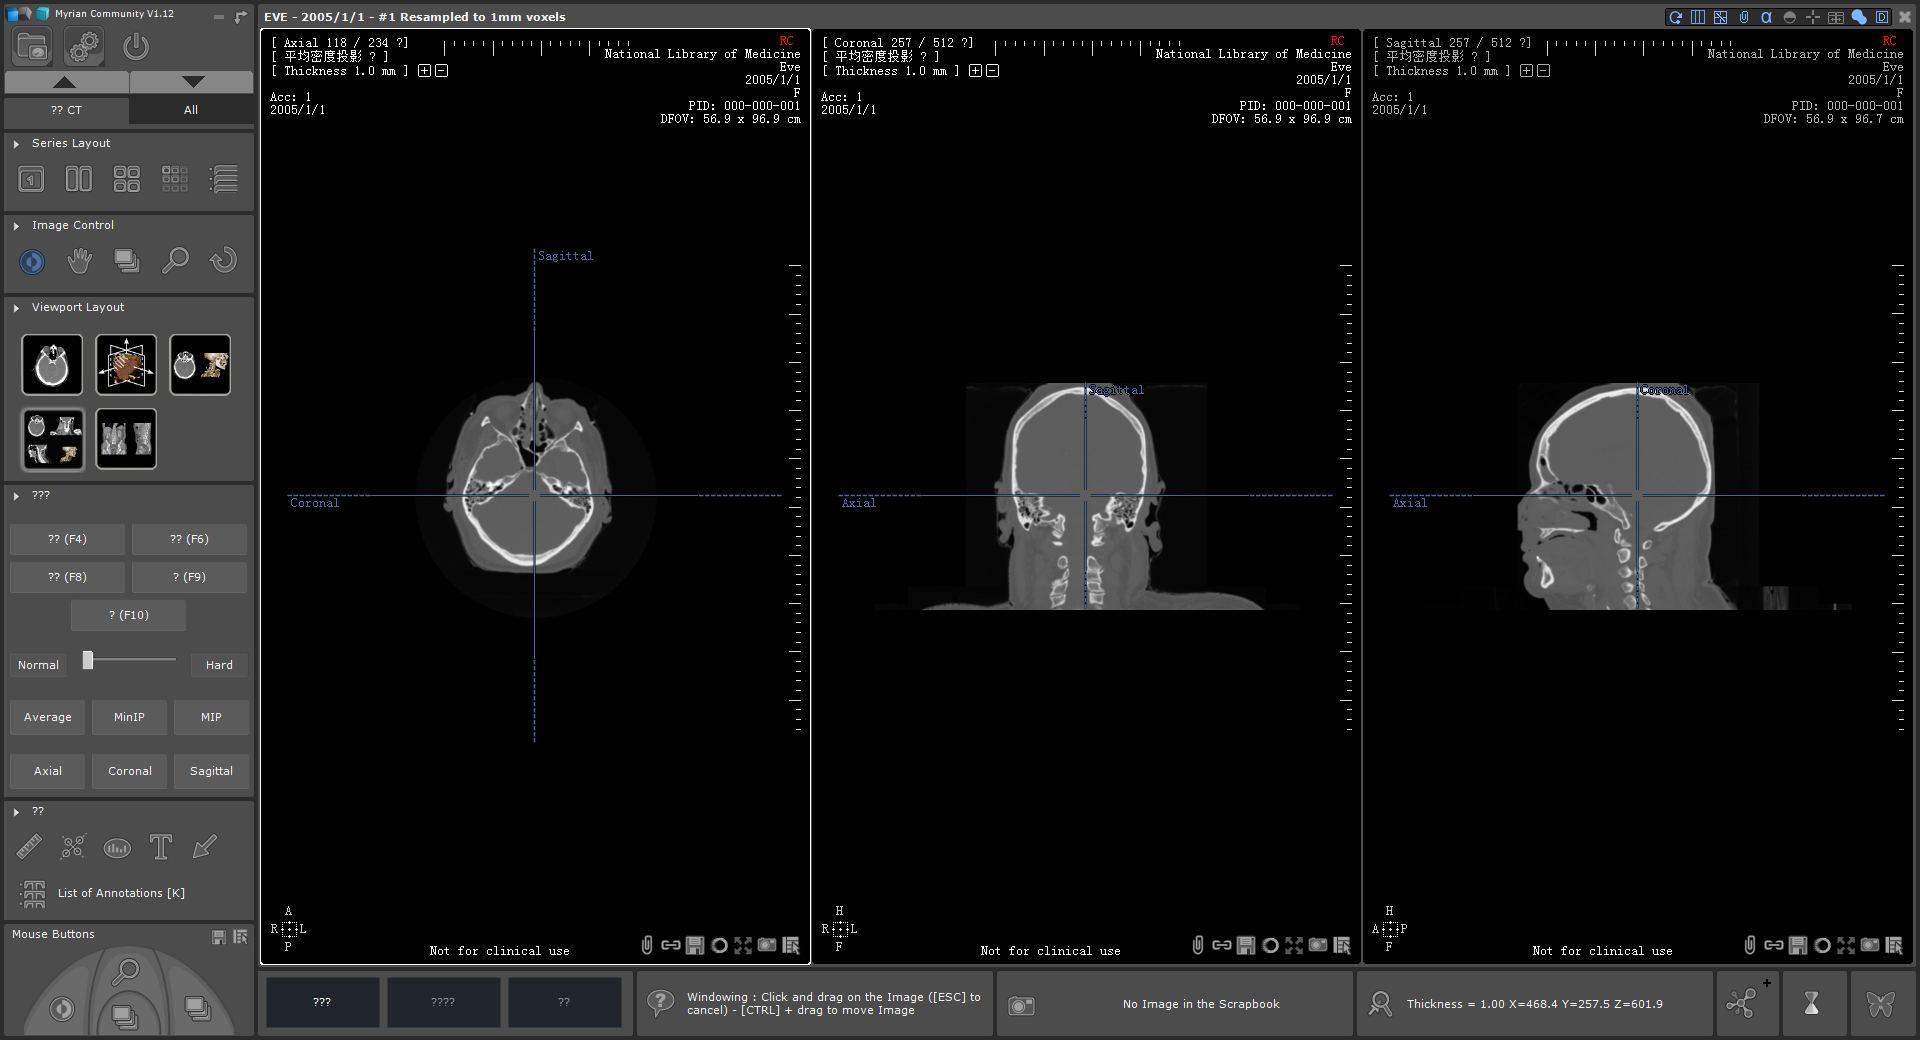 Myrian Community V1.12
EVE - 2005/1/1 - #1 Resampled to 1mm voxels
?? CT
All
Series Layout
1
Image Control
Viewport Layout
???
?? (F4)
?? (F6)
?? (F8)
? (F9)
? (F10)
Normal
Hard
Average
MinIP
MIP
Axial
Coronal
Sagittal
??
List of Annotations [K]
Mouse Buttons
[ Axial 118 / 234 ?]
[ 平均密度投影 ? ]
[ Thickness 1.0 mm ]
Acc: 1
2005/1/1
RC
National Library of Medicine
Eve
2005/1/1
F
PID: 000-000-001
DFOV: 56.9 x 96.9 cm
Sagittal
Coronal
A
R L
P
Not for clinical use
[ Coronal 257 / 512 ?]
[ 平均密度投影 ? ]
[ Thickness 1.0 mm ]
Acc: 1
2005/1/1
RC
National Library of Medicine
Eve
2005/1/1
F
PID: 000-000-001
DFOV: 56.9 x 96.9 cm
Sagittal
Axial
H
R L
F
Not for clinical use
[ Sagittal 257 / 512 ?]
[ 平均密度投影 ? ]
[ Thickness 1.0 mm ]
Acc: 1
2005/1/1
RC
National Library of Medicine
Eve
2005/1/1
F
PID: 000-000-001
DFOV: 56.9 x 96.7 cm
Coronal
Axial
H
A P
F
Not for clinical use
???
????
??
Windowing : Click and drag on the Image ([ESC] to
cancel) - [CTRL] + drag to move Image
No Image in the Scrapbook
Thickness = 1.00 X=468.4 Y=257.5 Z=601.9